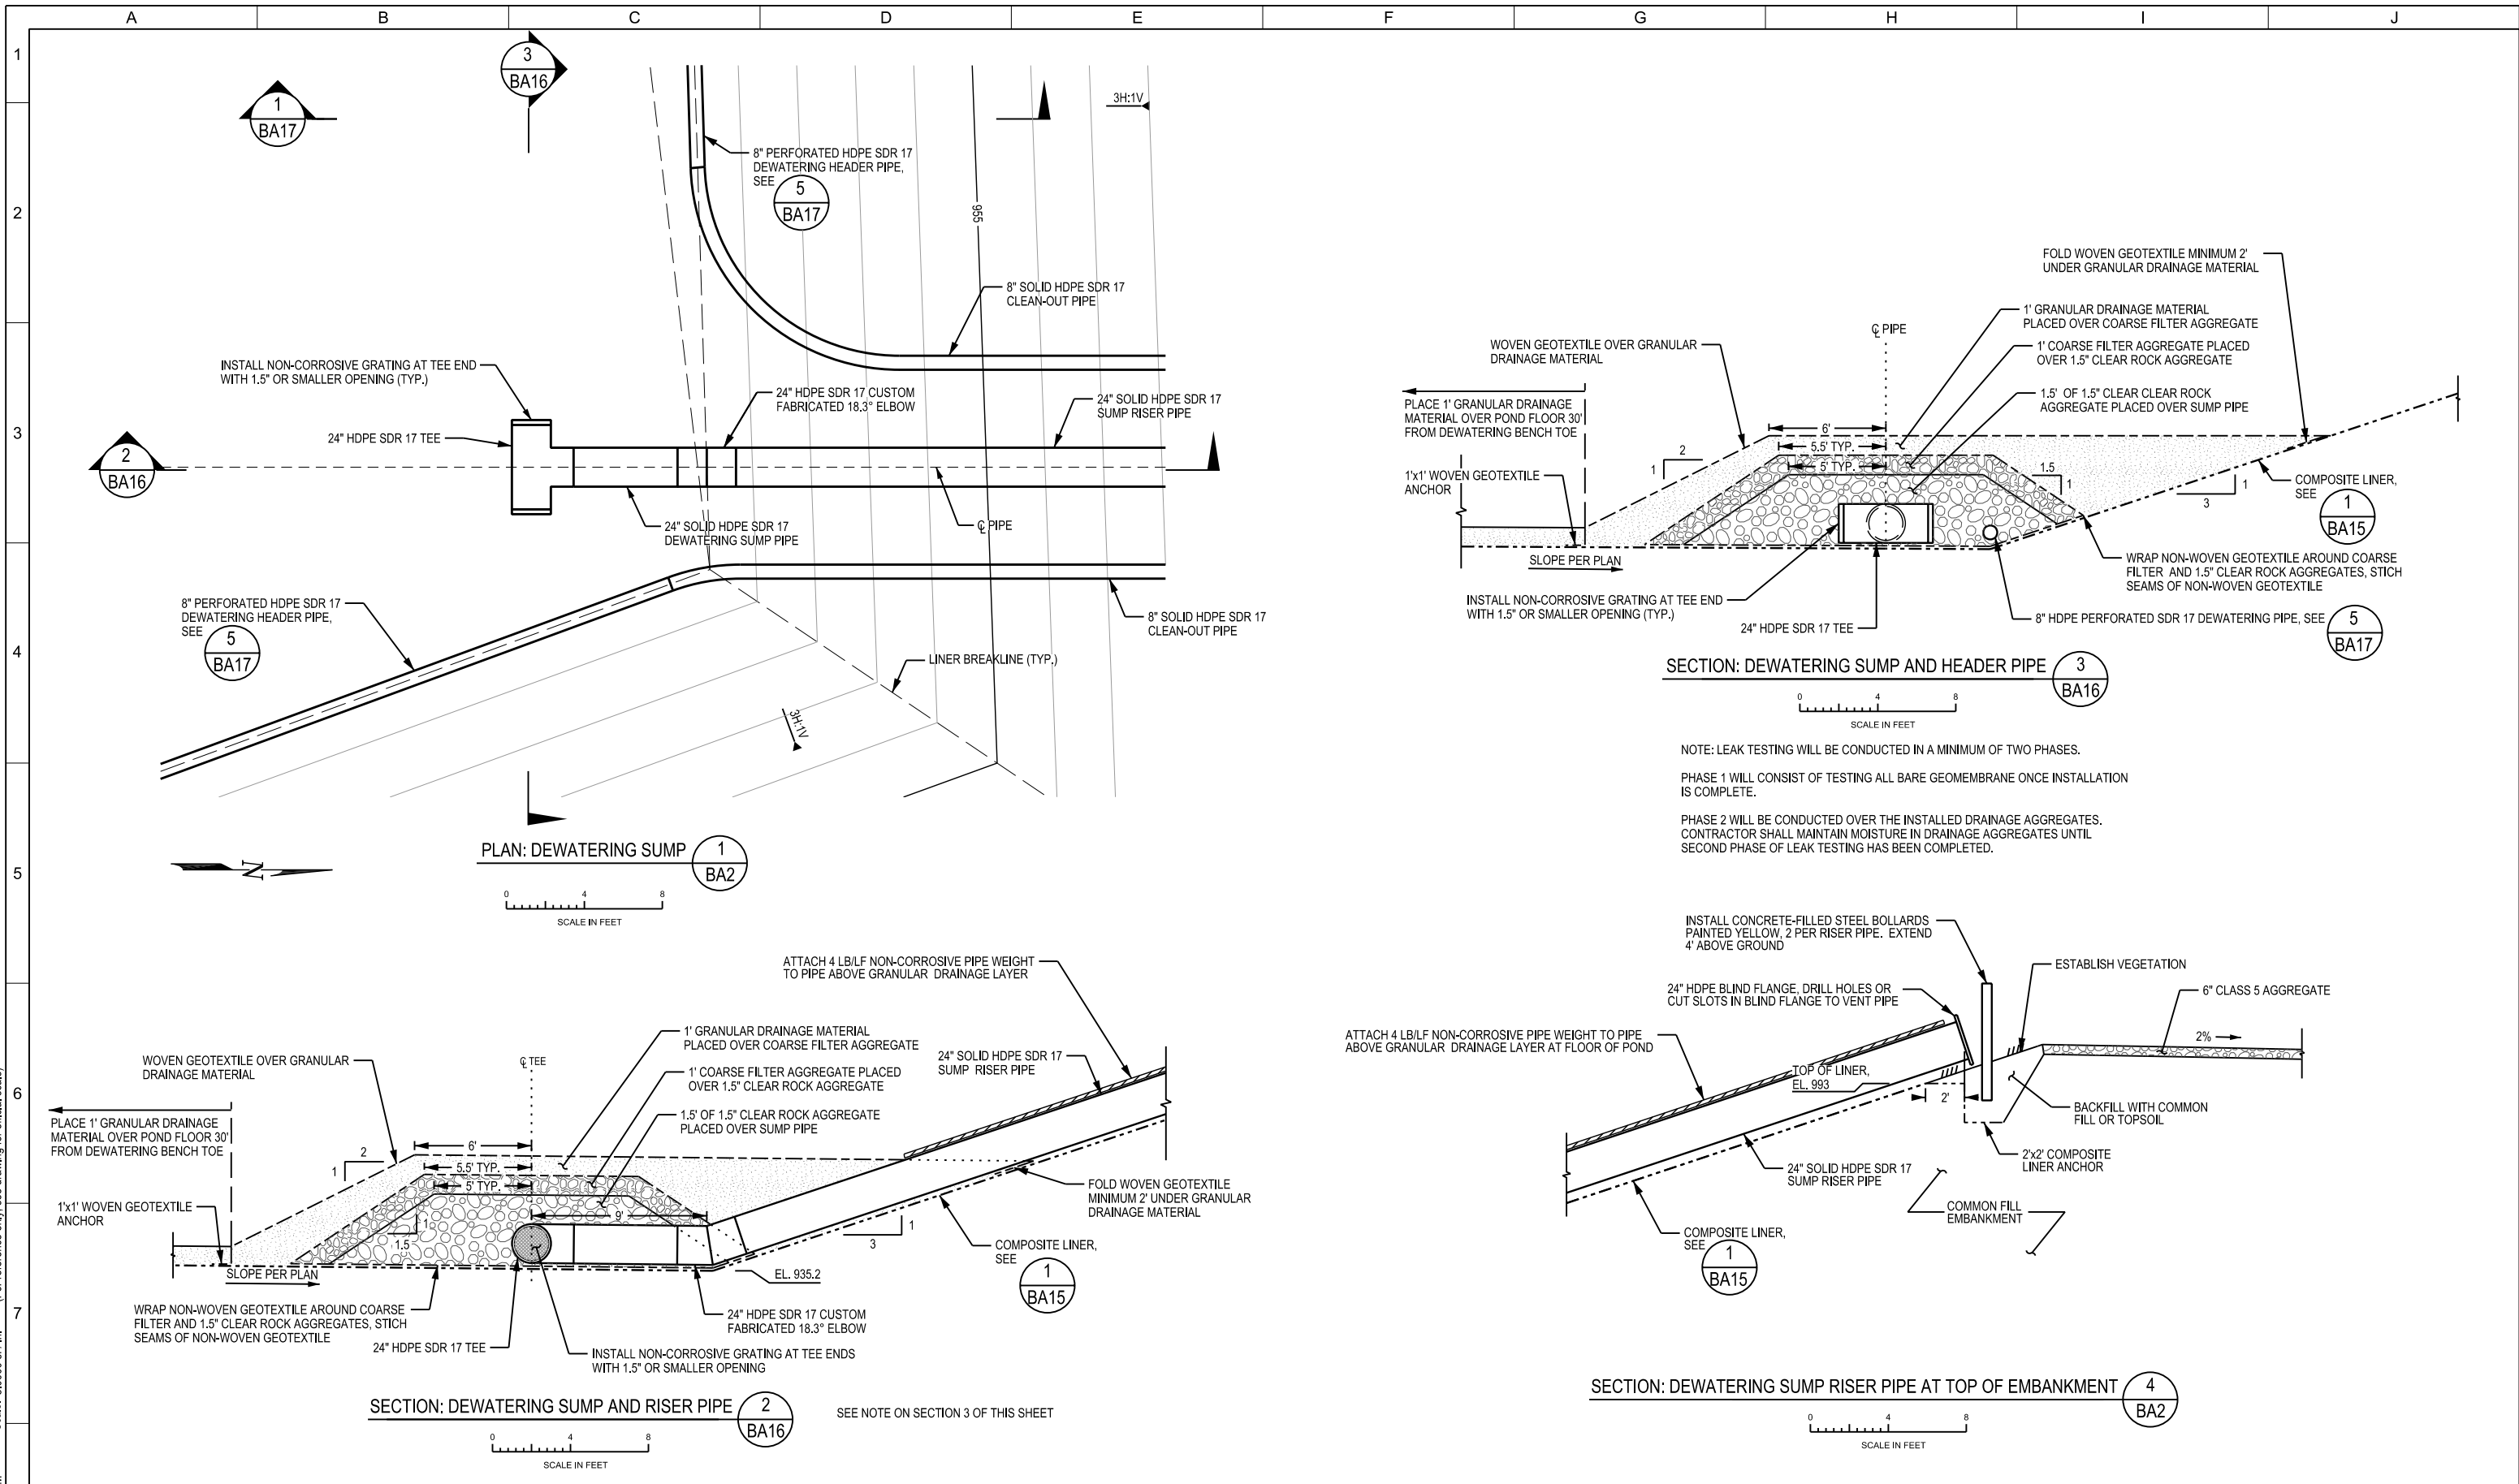 A B C D E F G H I J
1
2
3
4
5
6
7
3
BA16
1
BA17
3H:1V
8" PERFORATED HDPE SDR 17
DEWATERING HEADER PIPE,
SEE
5
BA17
955
8" SOLID HDPE SDR 17
CLEAN-OUT PIPE
INSTALL NON-CORROSIVE GRATING AT TEE END
WITH 1.5" OR SMALLER OPENING (TYP.)
24" HDPE SDR 17 CUSTOM
FABRICATED 18.3° ELBOW
24" SOLID HDPE SDR 17
SUMP RISER PIPE
24" HDPE SDR 17 TEE
2
BA16
24" SOLID HDPE SDR 17
DEWATERING SUMP PIPE
℄ PIPE
8" PERFORATED HDPE SDR 17
DEWATERING HEADER PIPE,
SEE
5
BA17
8" SOLID HDPE SDR 17
CLEAN-OUT PIPE
LINER BREAKLINE (TYP.)
3H:1V
N
PLAN: DEWATERING SUMP
1
BA2
0 4 8
SCALE IN FEET
FOLD WOVEN GEOTEXTILE MINIMUM 2'
UNDER GRANULAR DRAINAGE MATERIAL
1' GRANULAR DRAINAGE MATERIAL
PLACED OVER COARSE FILTER AGGREGATE
℄ PIPE
WOVEN GEOTEXTILE OVER GRANULAR
DRAINAGE MATERIAL
1' COARSE FILTER AGGREGATE PLACED
OVER 1.5" CLEAR ROCK AGGREGATE
1.5' OF 1.5" CLEAR CLEAR ROCK
AGGREGATE PLACED OVER SUMP PIPE
PLACE 1' GRANULAR DRAINAGE
MATERIAL OVER POND FLOOR 30'
FROM DEWATERING BENCH TOE
6'
5.5' TYP.
5' TYP.
2
1
1.5
1
1
3
1'x1' WOVEN GEOTEXTILE
ANCHOR
COMPOSITE LINER,
SEE
1
BA15
SLOPE PER PLAN
WRAP NON-WOVEN GEOTEXTILE AROUND COARSE
FILTER AND 1.5" CLEAR ROCK AGGREGATES, STICH
SEAMS OF NON-WOVEN GEOTEXTILE
INSTALL NON-CORROSIVE GRATING AT TEE END
WITH 1.5" OR SMALLER OPENING (TYP.)
24" HDPE SDR 17 TEE
8" HDPE PERFORATED SDR 17 DEWATERING PIPE, SEE
5
BA17
SECTION: DEWATERING SUMP AND HEADER PIPE
3
BA16
0 4 8
SCALE IN FEET
NOTE: LEAK TESTING WILL BE CONDUCTED IN A MINIMUM OF TWO PHASES.
PHASE 1 WILL CONSIST OF TESTING ALL BARE GEOMEMBRANE ONCE INSTALLATION
IS COMPLETE.
PHASE 2 WILL BE CONDUCTED OVER THE INSTALLED DRAINAGE AGGREGATES.
CONTRACTOR SHALL MAINTAIN MOISTURE IN DRAINAGE AGGREGATES UNTIL
SECOND PHASE OF LEAK TESTING HAS BEEN COMPLETED.
ATTACH 4 LB/LF NON-CORROSIVE PIPE WEIGHT
TO PIPE ABOVE GRANULAR DRAINAGE LAYER
1' GRANULAR DRAINAGE MATERIAL
PLACED OVER COARSE FILTER AGGREGATE
24" SOLID HDPE SDR 17
SUMP RISER PIPE
WOVEN GEOTEXTILE OVER GRANULAR
DRAINAGE MATERIAL
℄ TEE
1' COARSE FILTER AGGREGATE PLACED
OVER 1.5" CLEAR ROCK AGGREGATE
1.5' OF 1.5" CLEAR ROCK AGGREGATE
PLACED OVER SUMP PIPE
PLACE 1' GRANULAR DRAINAGE
MATERIAL OVER POND FLOOR 30'
FROM DEWATERING BENCH TOE
6'
5.5' TYP.
5' TYP.
9'
2
1
1
1.5
1
3
1'x1' WOVEN GEOTEXTILE
ANCHOR
FOLD WOVEN GEOTEXTILE
MINIMUM 2' UNDER GRANULAR
DRAINAGE MATERIAL
COMPOSITE LINER,
SEE
1
BA15
SLOPE PER PLAN
EL. 935.2
WRAP NON-WOVEN GEOTEXTILE AROUND COARSE
FILTER AND 1.5" CLEAR ROCK AGGREGATES, STICH
SEAMS OF NON-WOVEN GEOTEXTILE
24" HDPE SDR 17 TEE
24" HDPE SDR 17 CUSTOM
FABRICATED 18.3° ELBOW
INSTALL NON-CORROSIVE GRATING AT TEE ENDS
WITH 1.5" OR SMALLER OPENING
SECTION: DEWATERING SUMP AND RISER PIPE
2
BA16
SEE NOTE ON SECTION 3 OF THIS SHEET
0 4 8
SCALE IN FEET
INSTALL CONCRETE-FILLED STEEL BOLLARDS
PAINTED YELLOW, 2 PER RISER PIPE. EXTEND
4' ABOVE GROUND
ESTABLISH VEGETATION
24" HDPE BLIND FLANGE, DRILL HOLES OR
CUT SLOTS IN BLIND FLANGE TO VENT PIPE
6" CLASS 5 AGGREGATE
ATTACH 4 LB/LF NON-CORROSIVE PIPE WEIGHT TO PIPE
ABOVE GRANULAR DRAINAGE LAYER AT FLOOR OF POND
2%
TOP OF LINER,
EL. 993
2'
BACKFILL WITH COMMON
FILL OR TOPSOIL
2'x2' COMPOSITE
LINER ANCHOR
24" SOLID HDPE SDR 17
SUMP RISER PIPE
COMMON FILL
EMBANKMENT
COMPOSITE LINER,
SEE
1
BA15
SECTION: DEWATERING SUMP RISER PIPE AT TOP OF EMBANKMENT
4
BA2
0 4 8
SCALE IN FEET